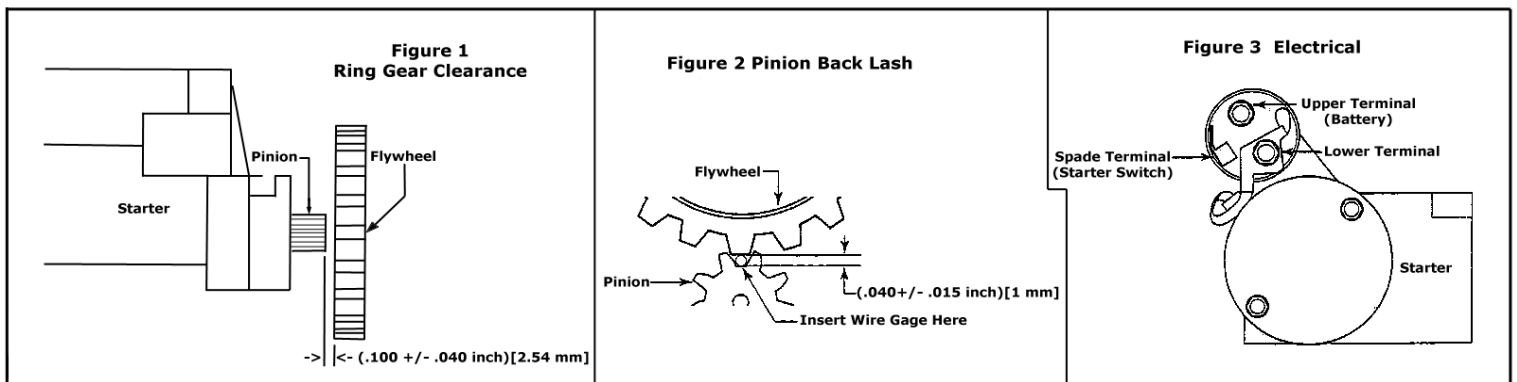 Figure 1
Ring Gear Clearance
Pinion
Flywheel
Starter
-> <- (.100 +/- .040 inch)[2.54 mm]
Figure 2 Pinion Back Lash
Flywheel
Pinion
(.040+/- .015 inch)[1 mm]
Insert Wire Gage Here
Figure 3 Electrical
Upper Terminal
(Battery)
Lower Terminal
Spade Terminal
(Starter Switch)
Starter